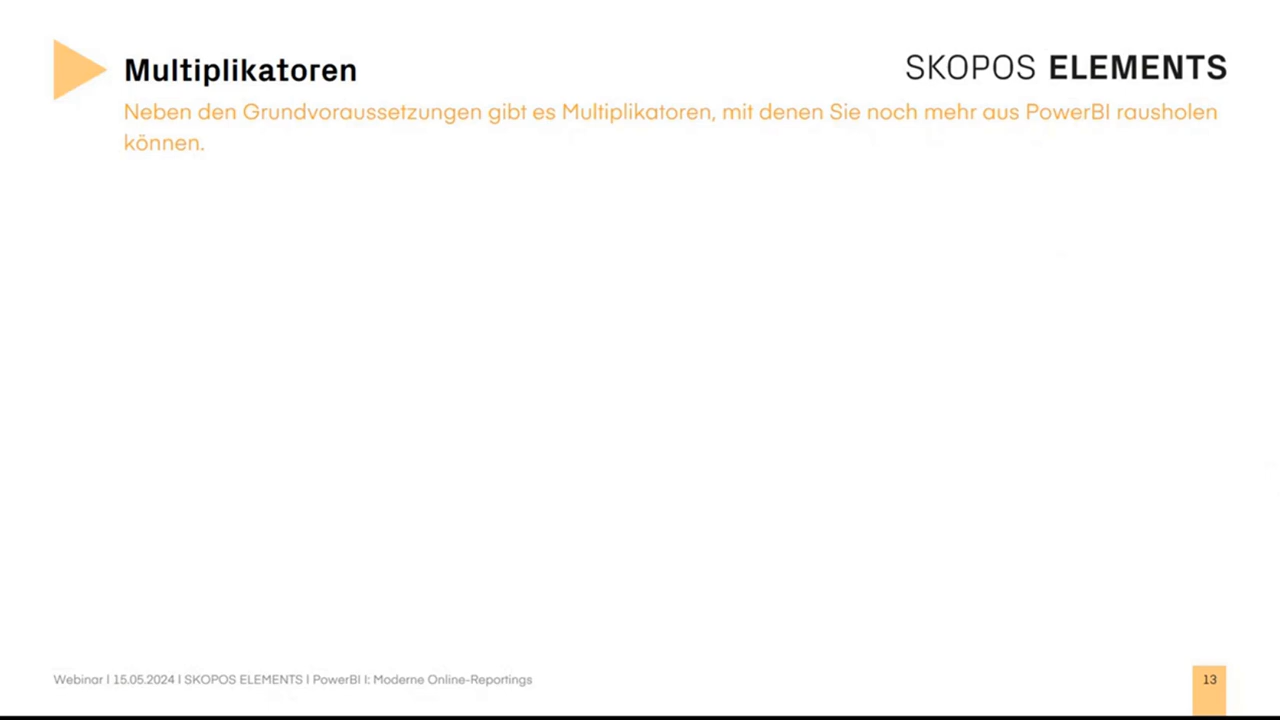 Multiplikatoren
SKOPOS ELEMENTS
Neben den Grundvoraussetzungen gibt es Multiplikatoren, mit denen Sie noch mehr aus PowerBI rausholen
können.
Webinar I 15.05.2024 I SKOPOS ELEMENTS I PowerBI I: Moderne Online-Reportings
13